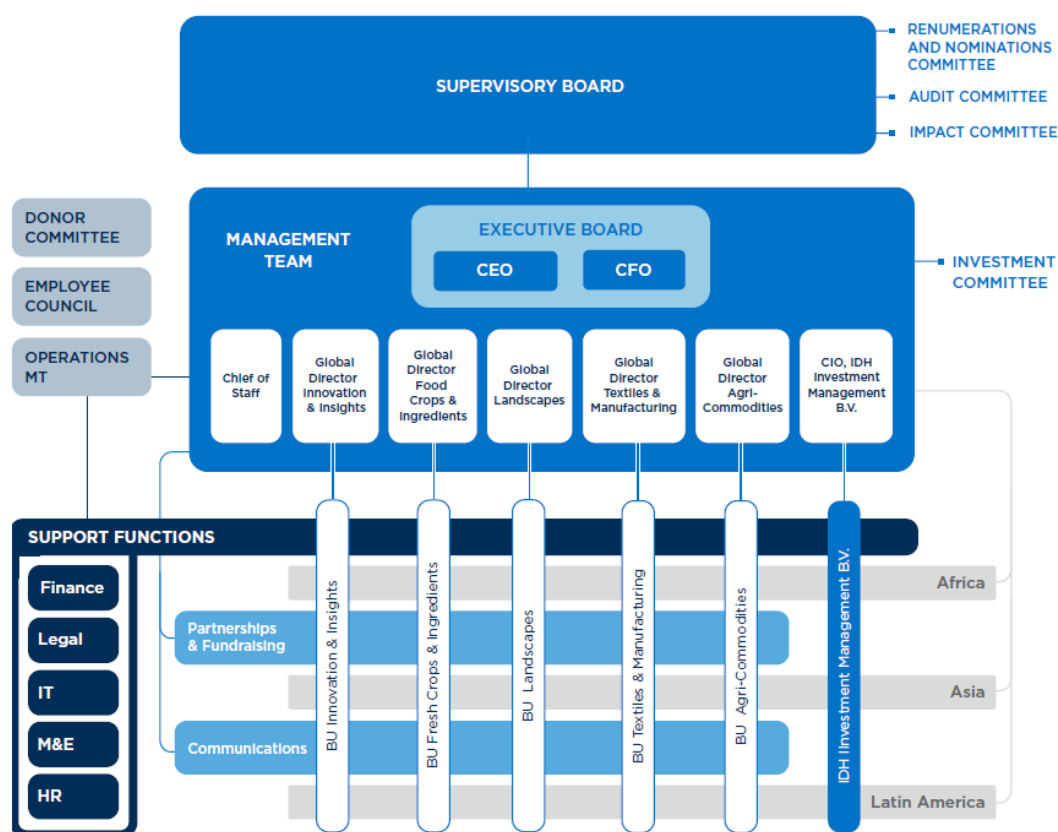 SUPERVISORY BOARD
RENUMERATIONS
AND NOMINATIONS
COMMITTEE
AUDIT COMMITTEE
IMPACT COMMITTEE
DONOR
COMMITTEE
EMPLOYEE
COUNCIL
OPERATIONS
MT
MANAGEMENT
TEAM
EXECUTIVE BOARD
CEO
CFO
INVESTMENT
COMMITTEE
Chief of
Staff
Global
Director
Innovation
& Insights
Global
Director
Food
Crops &
Ingredients
Global
Director
Landscapes
Global
Director
Textiles &
Manufacturing
Global
Director
Agri-
Commodities
CIO, IDH
Investment
Management
B.V.
SUPPORT FUNCTIONS
Finance
Legal
IT
M&E
HR
Partnerships
& Fundraising
Communications
BU Innovation & Insights
BU Fresh Crops & Ingredients
BU Landscapes
BU Textiles & Manufacturing
BU Agri-Commodities
IDH IInvestment Management B.V.
Africa
Asia
Latin America